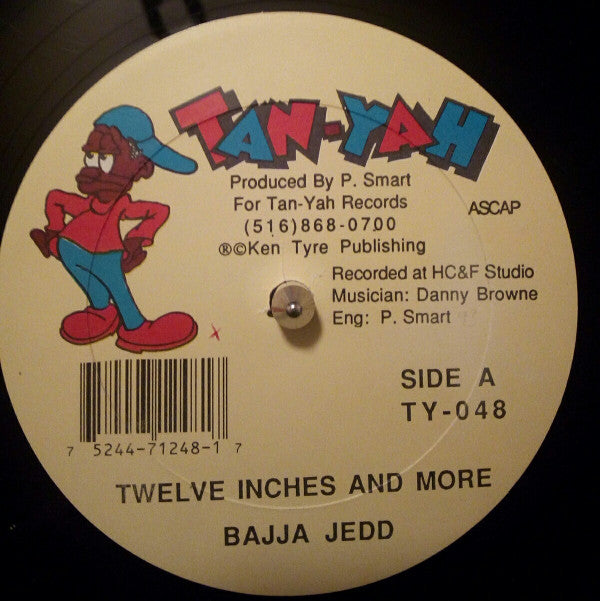 TAN-YAH
Produced By P. Smart
For Tan-Yah Records
(516)868-0700
®©Ken Tyre Publishing
ASCAP
Recorded at HC&F Studio
Musician: Danny Browne
Eng: P. Smart
SIDE A
TY-048
7 5244-71248-1 7
TWELVE INCHES AND MORE
BAJJA JEDD